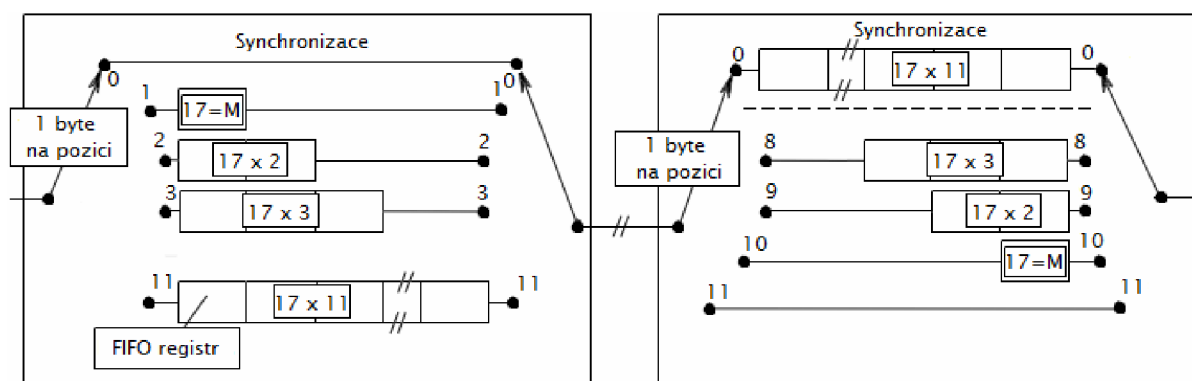 Synchronizace
0
0
1
17=M
1
1 byte
na pozici
2
17 x 2
2
3
17 x 3
3
11
17 x 11
11
FIFO registr
Synchronizace
0
17 x 11
0
1 byte
na pozici
8
17 x 3
8
9
17 x 2
9
10
17=M
10
11
11